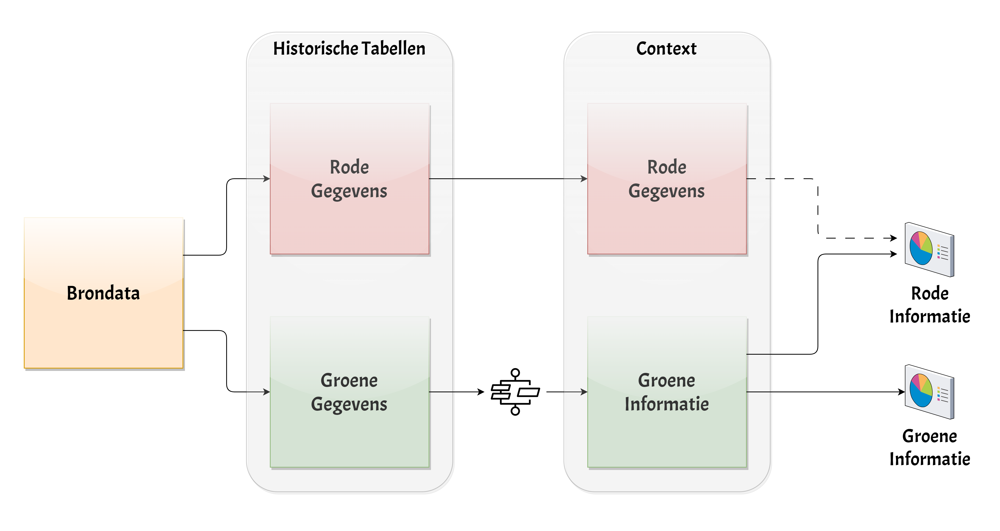 Historische Tabellen
Context
Rode
Gegevens
Rode
Gegevens
Brondata
Rode
Informatie
Groene
Gegevens
Groene
Informatie
Groene
Informatie